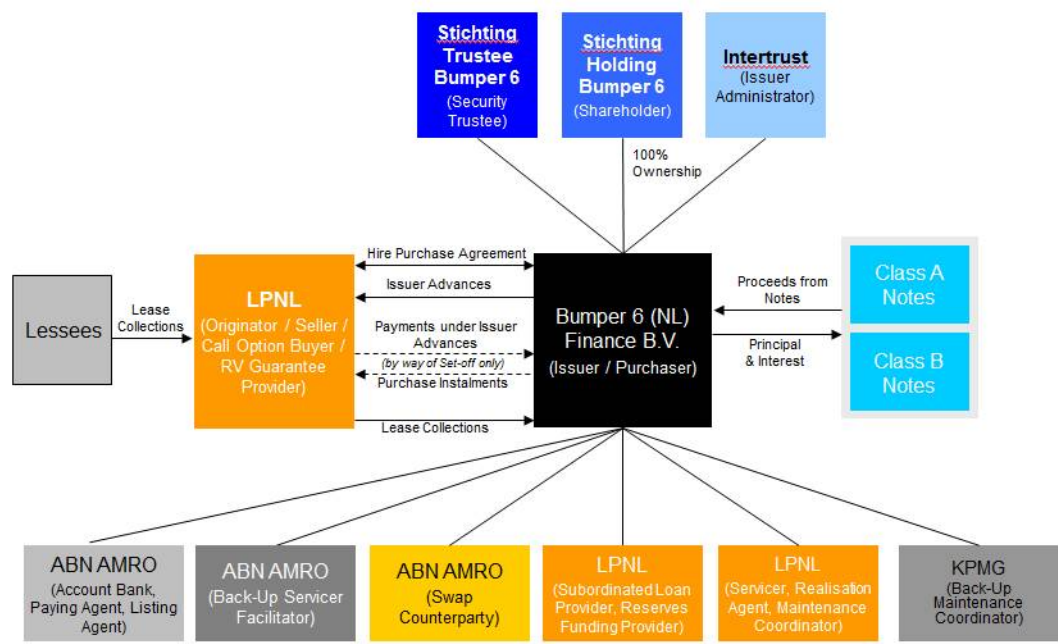 Stichting
Trustee
Bumper 6
(Security
Trustee)
Stichting
Holding
Bumper 6
(Shareholder)
Intertrust
(Issuer
Administrator)
100%
Ownership
Lessees
Lease
Collections
LPNL
(Originator / Seller /
Call Option Buyer /
RV Guarantee
Provider)
Hire Purchase Agreement
Issuer Advances
Payments under Issuer
Advances
(by way of Set-off only)
Purchase Instalments
Lease Collections
Bumper 6 (NL)
Finance B.V.
(Issuer / Purchaser)
Proceeds from
Notes
Principal
& Interest
Class A
Notes
Class B
Notes
ABN AMRO
(Account Bank,
Paying Agent, Listing
Agent)
ABN AMRO
(Back-Up Servicer
Facilitator)
ABN AMRO
(Swap
Counterparty)
LPNL
(Subordinated Loan
Provider, Reserves
Funding Provider)
LPNL
(Servicer, Realisation
Agent, Maintenance
Coordinator)
KPMG
(Back-Up
Maintenance
Coordinator)